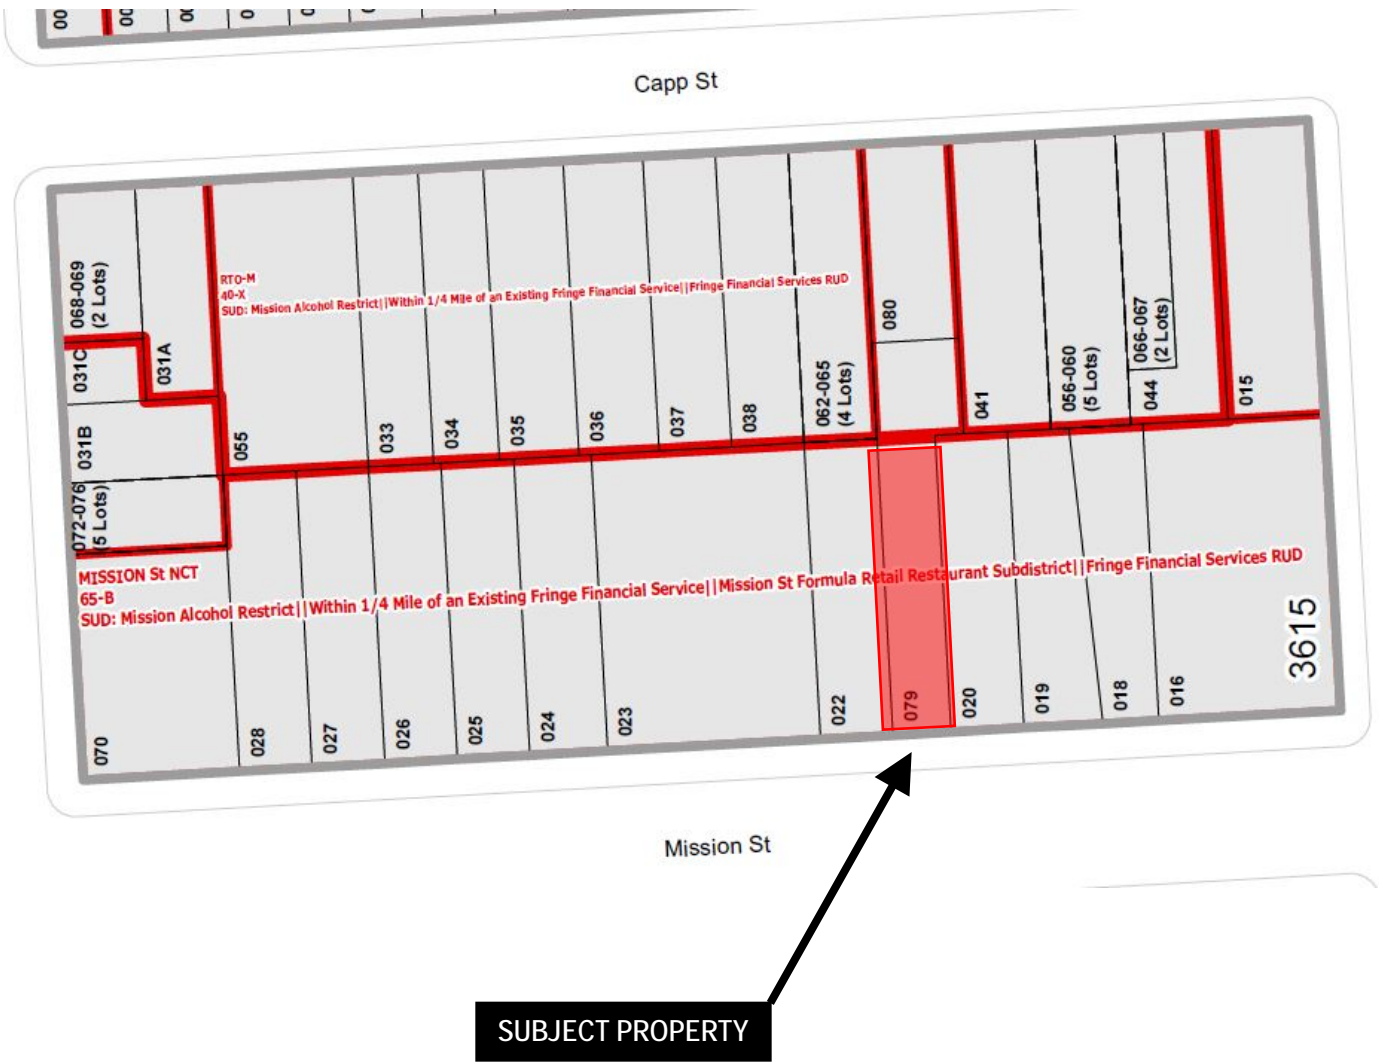 00
00
00
0
0
Capp St
068-069
(2 Lots)
031C
031A
031B
072-076
(5 Lots)
RTO-M
40-X
SUD: Mission Alcohol Restrict||Within 1/4 Mile of an Existing Fringe Financial Service||Fringe Financial Services RUD
055
033
034
035
036
037
038
062-065
(4 Lots)
080
041
056-060
(5 Lots)
066-067
(2 Lots)
044
015
MISSION St NCT
65-B
SUD: Mission Alcohol Restrict||Within 1/4 Mile of an Existing Fringe Financial Service||Mission St Formula Retail Restaurant Subdistrict||Fringe Financial Services RUD
070
028
027
026
025
024
023
022
079
020
019
018
016
3615
Mission St
SUBJECT PROPERTY